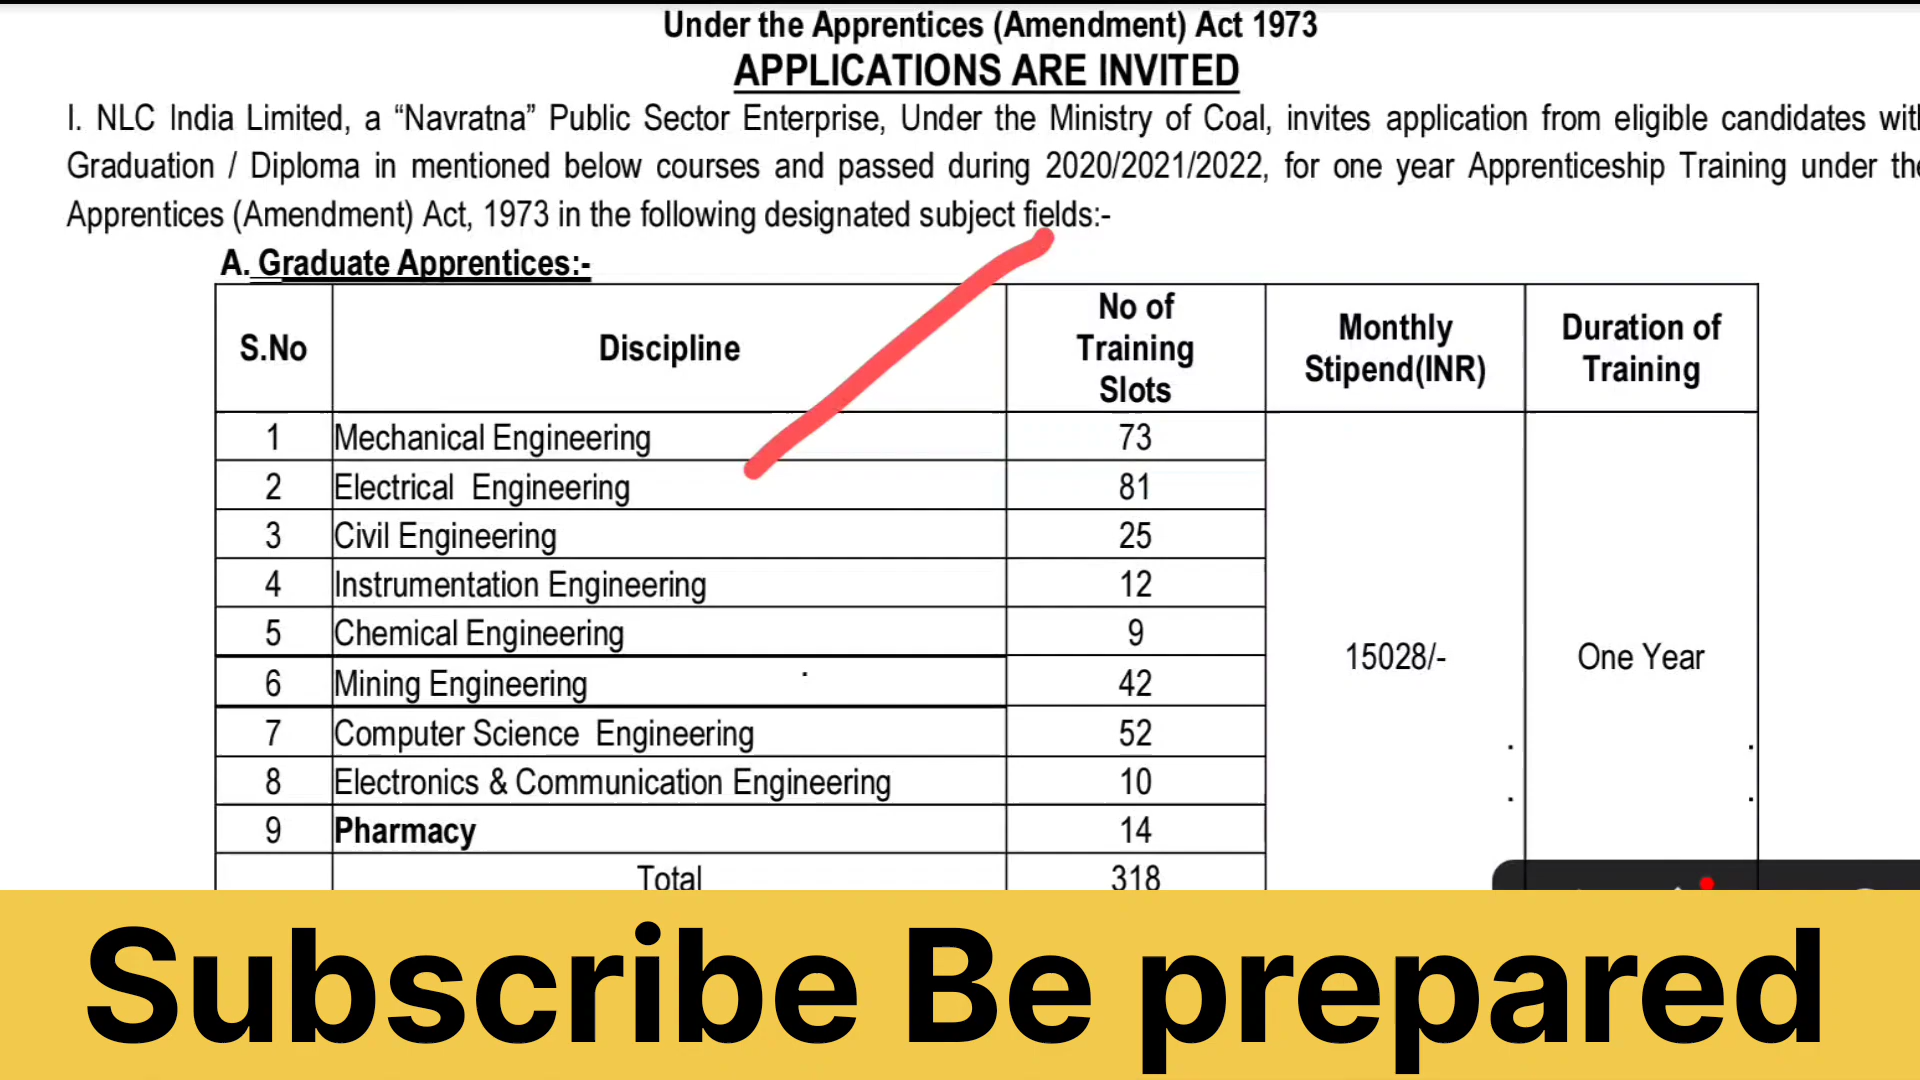 Under the Apprentices (Amendment) Act 1973
APPLICATIONS ARE INVITED
I. NLC India Limited, a “Navratna” Public Sector Enterprise, Under the Ministry of Coal, invites application from eligible candidates with
Graduation / Diploma in mentioned below courses and passed during 2020/2021/2022, for one year Apprenticeship Training under the
Apprentices (Amendment) Act, 1973 in the following designated subject fields:-
A. Graduate Apprentices:-
S.No Discipline No of Training Slots Monthly Stipend(INR) Duration of Training
1 Mechanical Engineering 73
2 Electrical Engineering 81
3 Civil Engineering 25
4 Instrumentation Engineering 12
5 Chemical Engineering 9 15028/- One Year
6 Mining Engineering 42
7 Computer Science Engineering 52
8 Electronics & Communication Engineering 10
9 Pharmacy 14
Total 318
Subscribe Be prepared